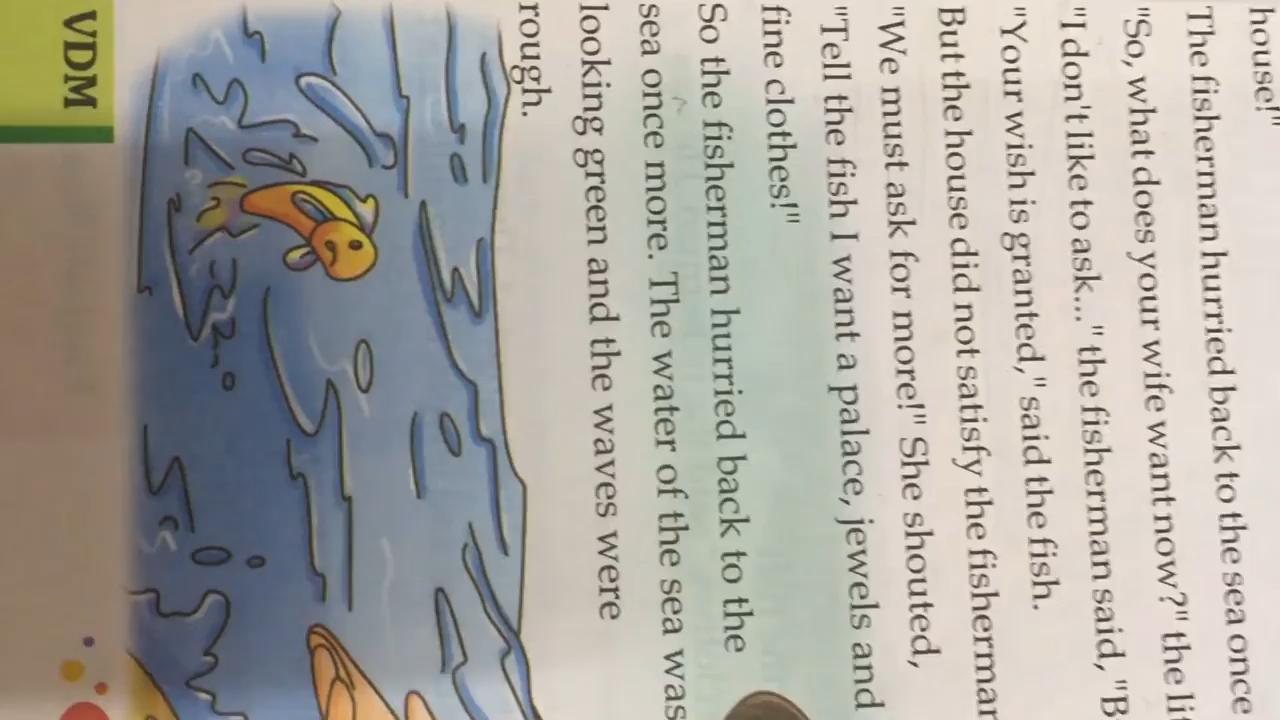 house!"
The fisherman hurried back to the sea once
"So, what does your wife want now?" the
"I don't like to ask..." the fisherman said,
"Your wish is granted," said the fish.
But the house did not satisfy the
"We must ask for more!" She shouted,
"Tell the fish I want a palace, jewels and
fine clothes!"
So the fisherman hurried back to the
sea once more. The water of the sea was
looking green and the waves were
rough.
VDM